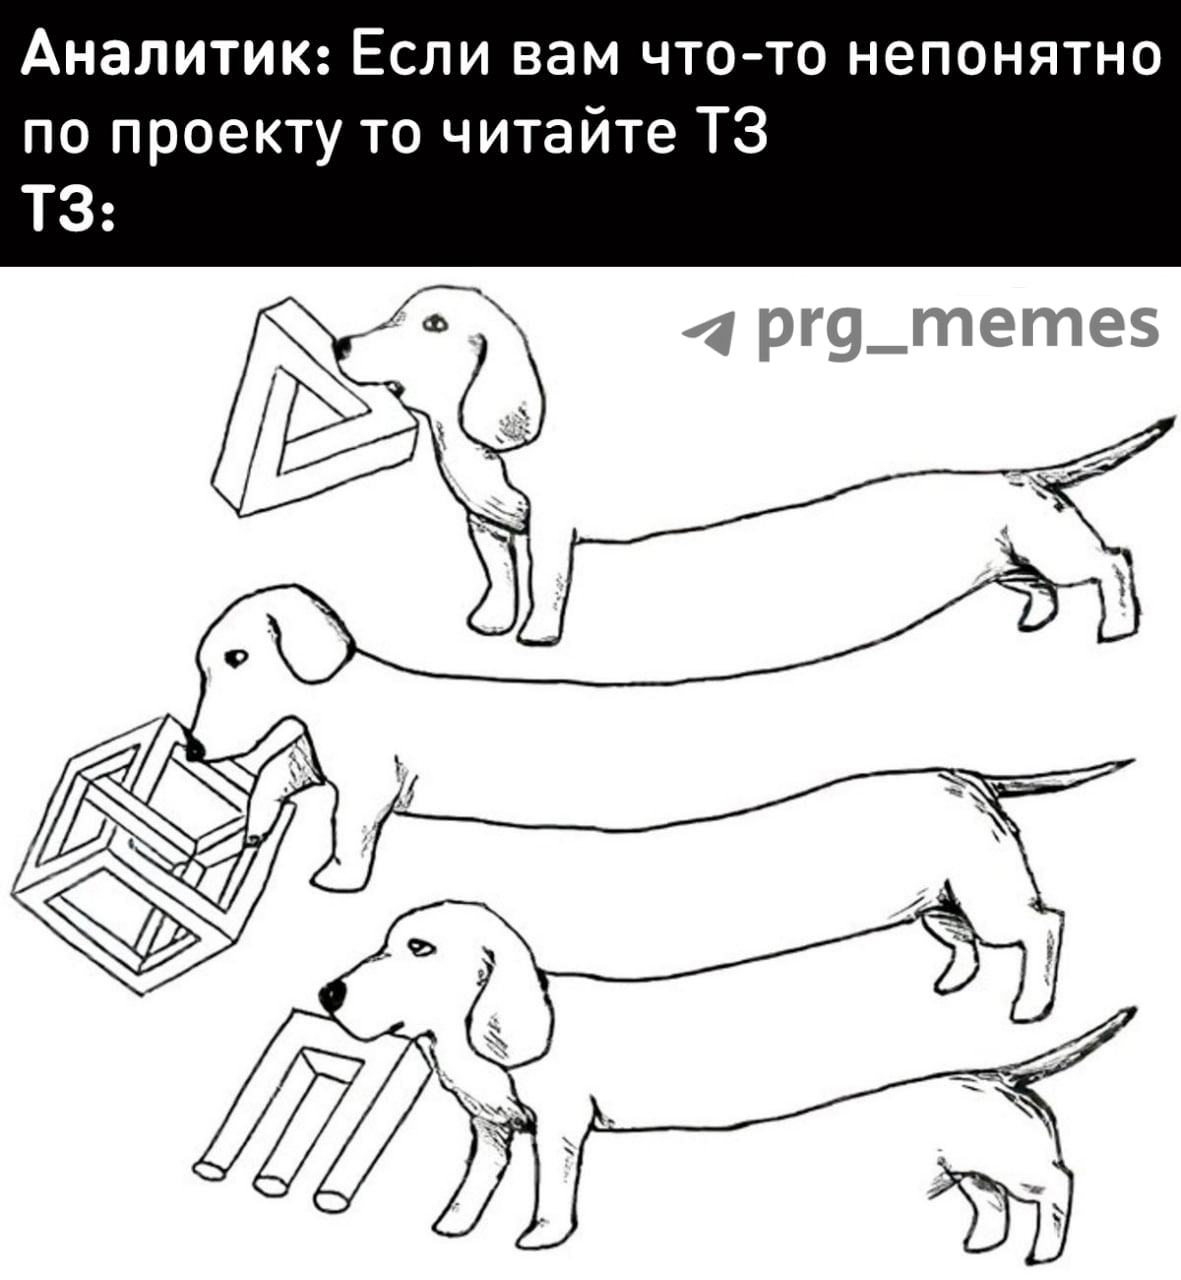 Аналитик: Если вам что-то непонятно
по проекту то читайте ТЗ
ТЗ:
prg_memes